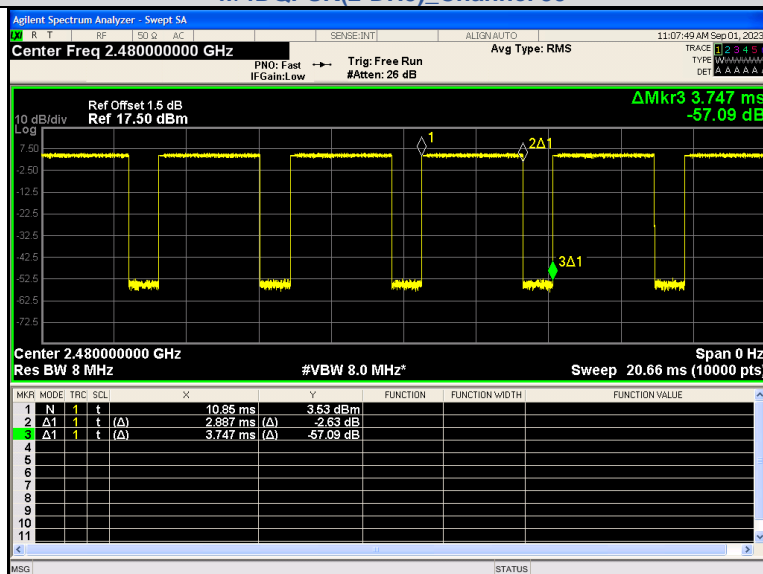 Agilent Spectrum Analyzer - Swept SA
R T RF 50 Ω AC SENSE:INT ALIGN AUTO 11:07:49 AM Sep 01, 2023
Center Freq 2.480000000 GHz Avg Type: RMS TRACE 1 2 3 4 5
PNO: Fast Trig: Free Run TYPE W
IFGain:Low #Atten: 26 dB DET A A A A A
ΔMkr3 3.747 ms
-57.09 dB
Ref Offset 1.5 dB
10 dB/div Ref 17.50 dBm
Log
7.50
-2.50
-12.5
-22.5
-32.5
-42.5
-52.5
-62.5
-72.5
1
2Δ1
3Δ1
Center 2.480000000 GHz Span 0 Hz
Res BW 8 MHz #VBW 8.0 MHz* Sweep 20.66 ms (10000 pts)
MKR MODE TRC SCL X Y FUNCTION FUNCTION WIDTH FUNCTION VALUE
1 N 1 t 10.85 ms 3.53 dBm
2 Δ1 1 t (Δ) 2.887 ms (Δ) -2.63 dB
3 Δ1 1 t (Δ) 3.747 ms (Δ) -57.09 dB
4
5
6
7
8
9
10
11
MSG STATUS